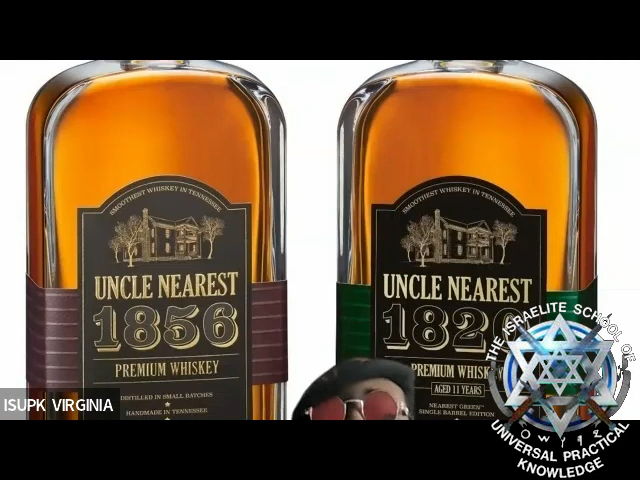 SMOOTHEST WHISKEY IN TENNESSEE
UNCLE NEAREST
1856
PREMIUM WHISKEY
DISTILLED IN SMALL BATCHES
HANDMADE IN TENNESSEE
SMOOTHEST WHISKEY IN TENNESSEE
UNCLE NEAREST
1820
PREMIUM WHISKEY
AGED 11 YEARS
NEAREST GREEN
SINGLE BARREL EDITION
ISUPK VIRGINIA
THE ISRAELITE SCHOOL OF
UNIVERSAL PRACTICAL
KNOWLEDGE